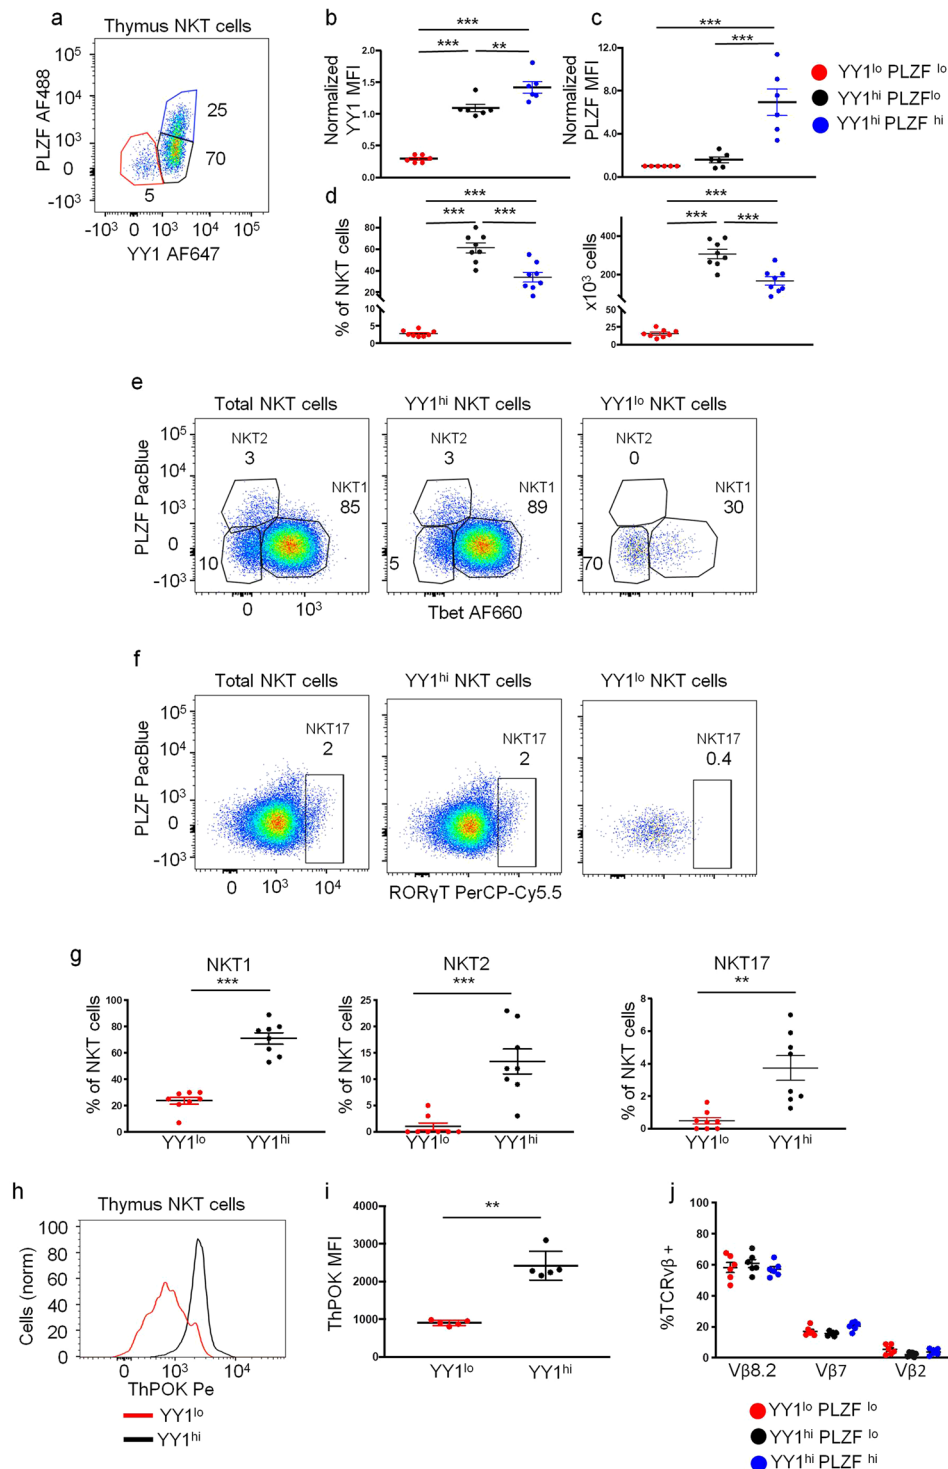 a
Thymus NKT cells
PLZF AF488
10⁵
10⁴
10³
0
-10³
25
70
5
-10³ 0 10³ 10⁴ 10⁵
YY1 AF647
b
***
*** **
Normalized
YY1 MFI
2.0
1.5
1.0
0.5
0.0
c
***
***
Normalized
PLZF MFI
12.0
8.0
4.0
0.0
YY1ˡᵒ PLZF ˡᵒ
YY1ʰⁱ PLZFˡᵒ
YY1ʰⁱ PLZF ʰⁱ
d
***
*** ***
% of NKT cells
80
60
40
20
10
5
0
***
*** ***
x10³ cells
400
200
50
25
0
e
Total NKT cells YY1ʰⁱ NKT cells YY1ˡᵒ NKT cells
PLZF PacBlue
10⁵
10⁴
10³
0
-10³
NKT2
3
NKT1
85
10
NKT2
3
NKT1
89
5
NKT2
0
NKT1
30
70
0 10³
Tbet AF660
f
Total NKT cells YY1ʰⁱ NKT cells YY1ˡᵒ NKT cells
PLZF PacBlue
10⁵
10⁴
10³
0
-10³
NKT17
2
NKT17
2
NKT17
0.4
0 10³ 10⁴
RORγT PerCP-Cy5.5
g
NKT1
***
% of NKT cells
100
80
60
40
20
0
YY1ˡᵒ YY1ʰⁱ
NKT2
***
% of NKT cells
25
20
15
10
5
0
YY1ˡᵒ YY1ʰⁱ
NKT17
**
% of NKT cells
8
6
4
2
0
YY1ˡᵒ YY1ʰⁱ
h
Thymus NKT cells
Cells (norm)
100
80
60
40
20
0
0 10³ 10⁴
ThPOK Pe
YY1ˡᵒ
YY1ʰⁱ
i
**
ThPOK MFI
4000
3000
2000
1000
0
YY1ˡᵒ YY1ʰⁱ
j
%TCRvβ +
100
80
60
40
20
0
Vβ8.2 Vβ7 Vβ2
YY1ˡᵒ PLZF ˡᵒ
YY1ʰⁱ PLZF ˡᵒ
YY1ʰⁱ PLZF ʰⁱ